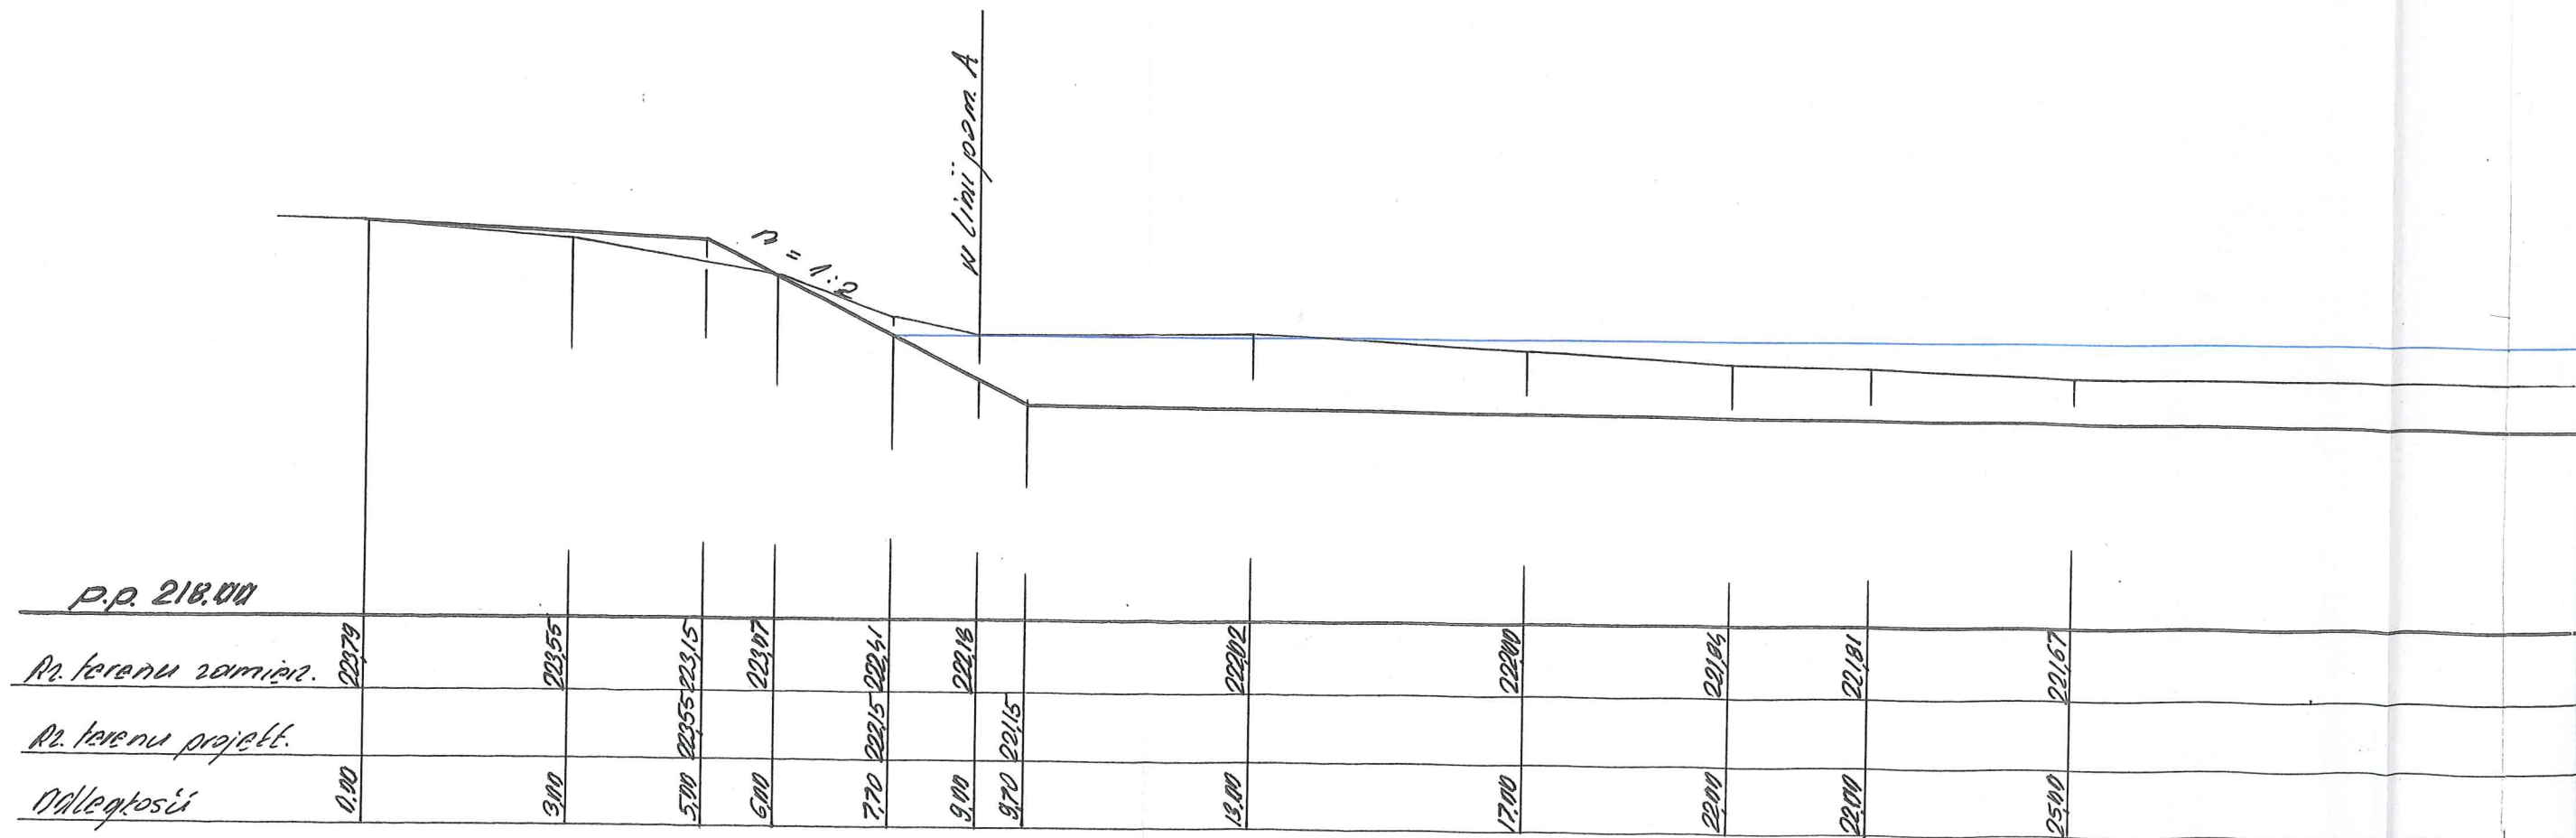 w linii pom. A
n = 1:2
p.p. 218.00
Rz. terenu zamierz. 223,79 223,55 223,15 223,07 222,41 222,18 222,02 222,00 221,84 221,81 221,67
Rz. terenu projekt. 223,55 222,15 221,15
Odległości 0.00 3,00 5,00 6,00 7,70 9,00 9,70 13.00 17.00 22.00 22.00 25,00